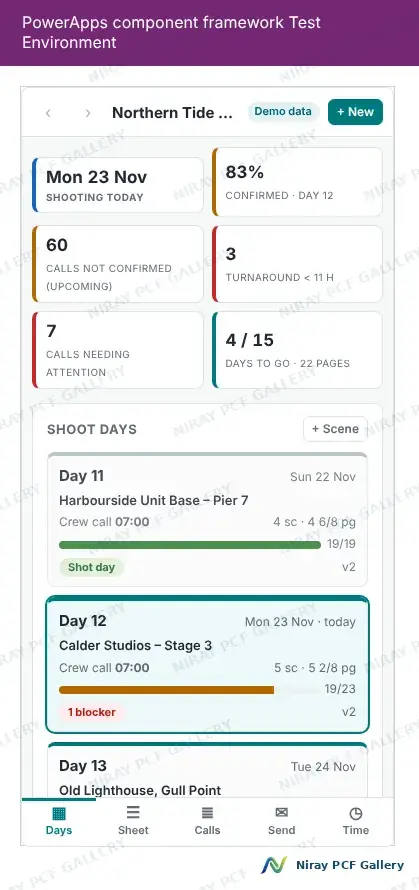 PowerApps component framework Test
Environment
‹ › Northern Tide ... Demo data + New
Mon 23 Nov
SHOOTING TODAY
83%
CONFIRMED · DAY 12
60
CALLS NOT CONFIRMED
(UPCOMING)
3
TURNAROUND < 11 H
7
CALLS NEEDING
ATTENTION
4 / 15
DAYS TO GO · 22 PAGES
SHOOT DAYS + Scene
Day 11 Sun 22 Nov
Harbourside Unit Base – Pier 7
Crew call 07:00 4 sc · 4 6/8 pg
19/19
Shot day v2
Day 12 Mon 23 Nov · today
Calder Studios – Stage 3
Crew call 07:00 5 sc · 5 2/8 pg
19/23
1 blocker v2
Day 13 Tue 24 Nov
Old Lighthouse, Gull Point
Days Sheet Calls Send Time
Niray PCF Gallery
NIRAY PCF GALLERY